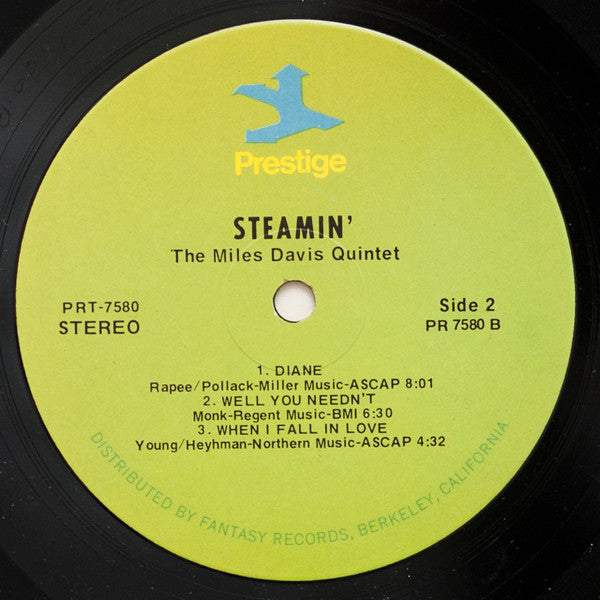 Prestige
STEAMIN'
The Miles Davis Quintet
PRT-7580
STEREO
Side 2
PR 7580 B
1. DIANE
Rapee/Pollack-Miller Music-ASCAP 8:01
2. WELL YOU NEEDN'T
Monk-Regent Music-BMI 6:30
3. WHEN I FALL IN LOVE
Young/Heyhman-Northern Music-ASCAP 4:32
DISTRIBUTED BY FANTASY RECORDS, BERKELEY, CALIFORNIA